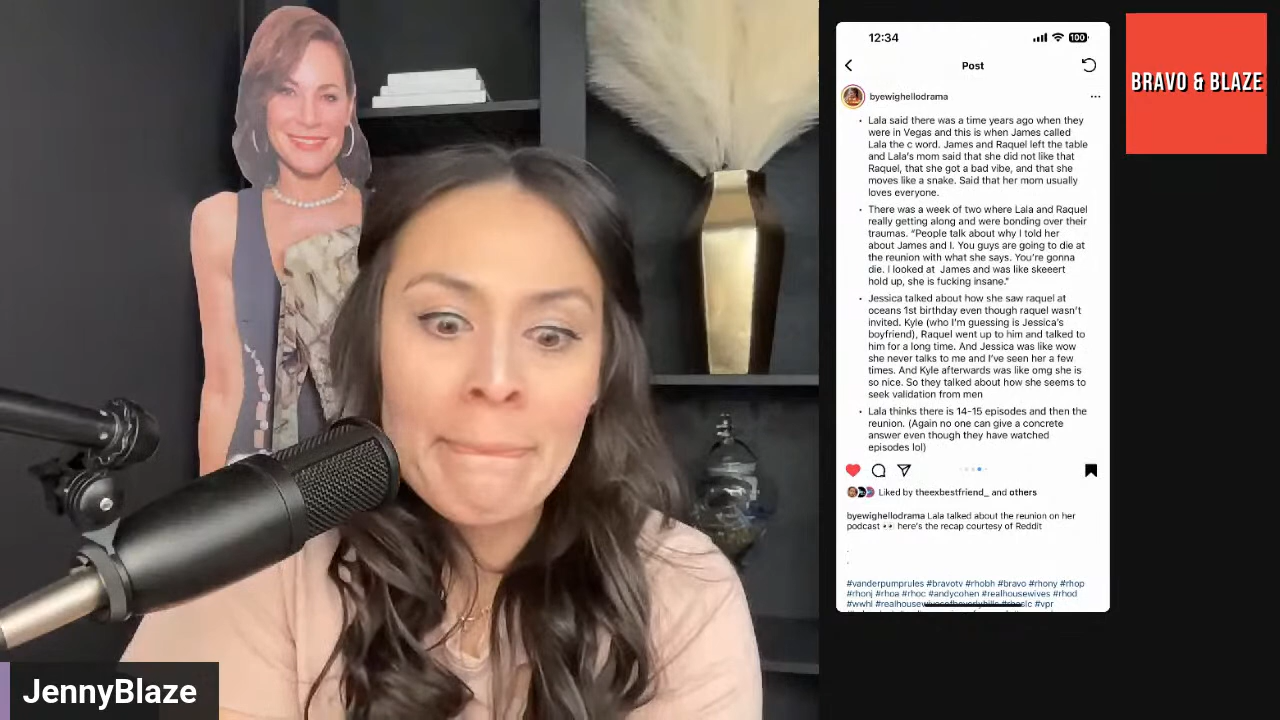 12:34
100
Post
byewighellodrama
Lala said there was a time years ago when they
were in Vegas and this is when James called
Lala the c word. James and Raquel left the table
and Lala's mom said that she did not like that
Raquel, that she got a bad vibe, and that she
moves like a snake. Said that her mom usually
loves everyone.
There was a week of two where Lala and Raquel
really getting along and were bonding over their
traumas. "People talk about why I told her
about James and I. You guys are going to die at
the reunion with what she says. You're gonna
die. I looked at James and was like skeeert
hold up, she is fucking insane."
Jessica talked about how she saw raquel at
oceans 1st birthday even though raquel wasn't
invited. Kyle (who I'm guessing is Jessica's
boyfriend), Raquel went up to him and talked to
him for a long time. And Jessica was like wow
she never talks to me and I've seen her a few
times. And Kyle afterwards was like omg she is
so nice. So they talked about how she seems to
seek validation from men
Lala thinks there is 14-15 episodes and then the
reunion. (Again no one can give a concrete
answer even though they have watched
episodes lol)
Liked by theexbestfriend_ and others
byewighellodrama Lala talked about the reunion on her
podcast 👀 here's the recap courtesy of Reddit
.
.
#vanderpumprules #bravotv #rhobh #bravo #rhony #rhop
#rhonj #rhoa #rhoc #andycohen #realhousewives #rhod
#wwhl #realhousewivesofbeverlyhills #rhoslc #vpr
BRAVO & BLAZE
JennyBlaze